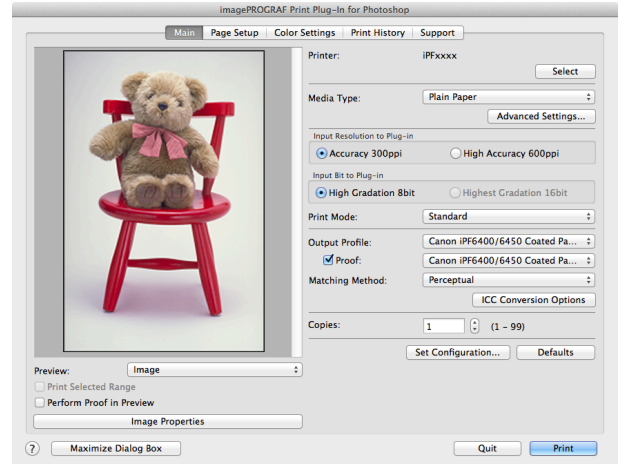 imagePROGRAF Print Plug-In for Photoshop
Main Page Setup Color Settings Print History Support
Printer: iPFxxxx
Select
Media Type: Plain Paper
Advanced Settings...
Input Resolution to Plug-in
Accuracy 300ppi High Accuracy 600ppi
Input Bit to Plug-in
High Gradation 8bit Highest Gradation 16bit
Print Mode: Standard
Output Profile: Canon iPF6400/6450 Coated Pa...
Proof: Canon iPF6400/6450 Coated Pa...
Matching Method: Perceptual
ICC Conversion Options
Copies: 1 (1 – 99)
Set Configuration... Defaults
Preview: Image
Print Selected Range
Perform Proof in Preview
Image Properties
? Maximize Dialog Box Quit Print